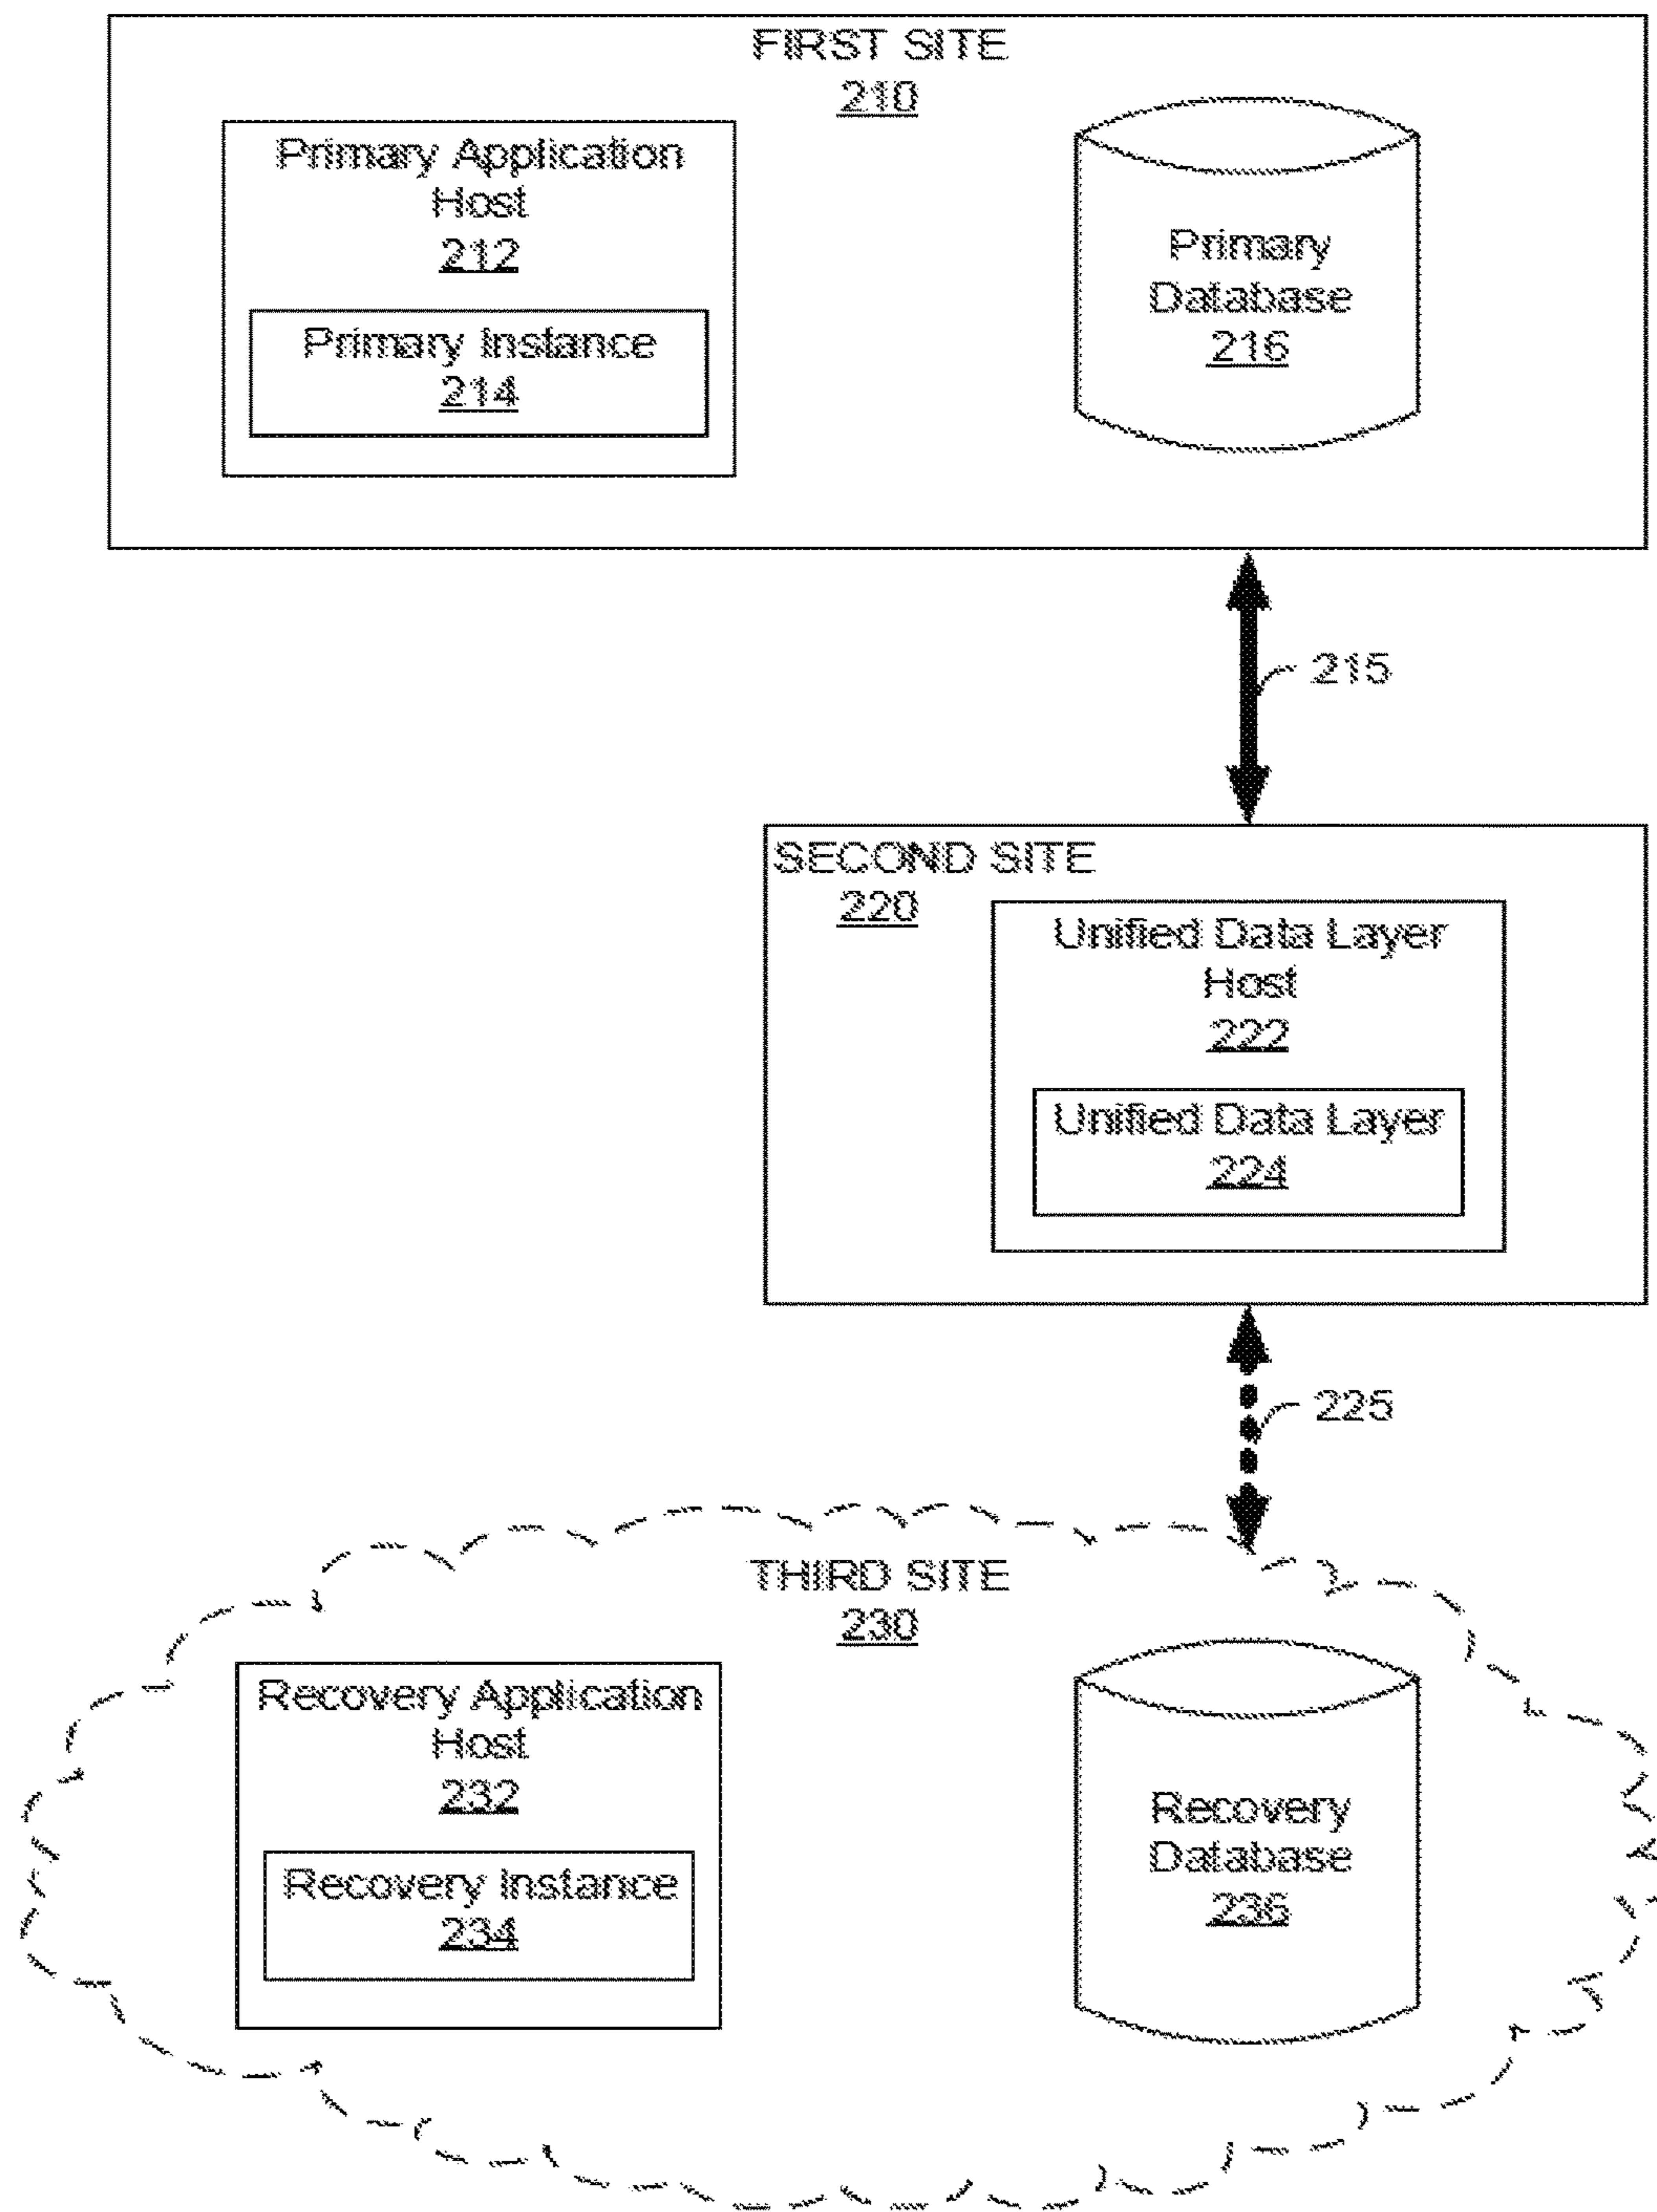 FIRST SITE
210
Primary Application
Host
212
Primary Instance
214
Primary
Database
216
215
SECOND SITE
220
Unified Data Layer
Host
222
Unified Data Layer
224
225
THIRD SITE
230
Recovery Application
Host
232
Recovery Instance
234
Recovery
Database
236